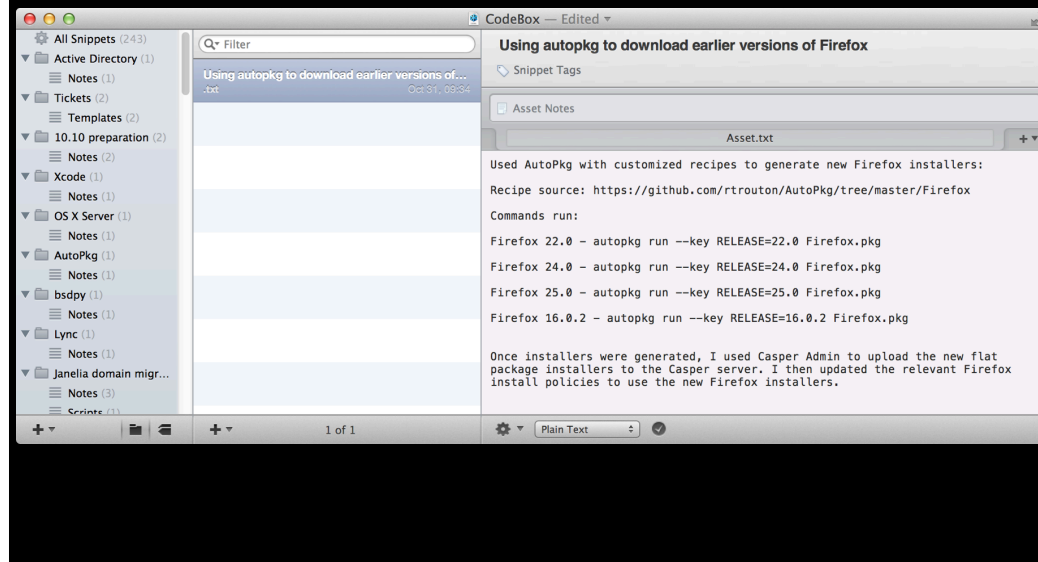 CodeBox — Edited
All Snippets (243)
Active Directory (1)
Notes (1)
Tickets (2)
Templates (2)
10.10 preparation (2)
Notes (2)
Xcode (1)
Notes (1)
OS X Server (1)
Notes (1)
AutoPkg (1)
Notes (1)
bsdpy (1)
Notes (1)
Lync (1)
Notes (1)
Janelia domain migr...
Notes (3)
Scripts (1)
Filter
Using autopkg to download earlier versions of...
.txt Oct 31, 09:34
1 of 1
Using autopkg to download earlier versions of Firefox
Snippet Tags
Asset Notes
Asset.txt
Used AutoPkg with customized recipes to generate new Firefox installers:
Recipe source: https://github.com/rtrouton/AutoPkg/tree/master/Firefox
Commands run:
Firefox 22.0 - autopkg run --key RELEASE=22.0 Firefox.pkg
Firefox 24.0 - autopkg run --key RELEASE=24.0 Firefox.pkg
Firefox 25.0 - autopkg run --key RELEASE=25.0 Firefox.pkg
Firefox 16.0.2 - autopkg run --key RELEASE=16.0.2 Firefox.pkg
Once installers were generated, I used Casper Admin to upload the new flat
package installers to the Casper server. I then updated the relevant Firefox
install policies to use the new Firefox installers.
Plain Text